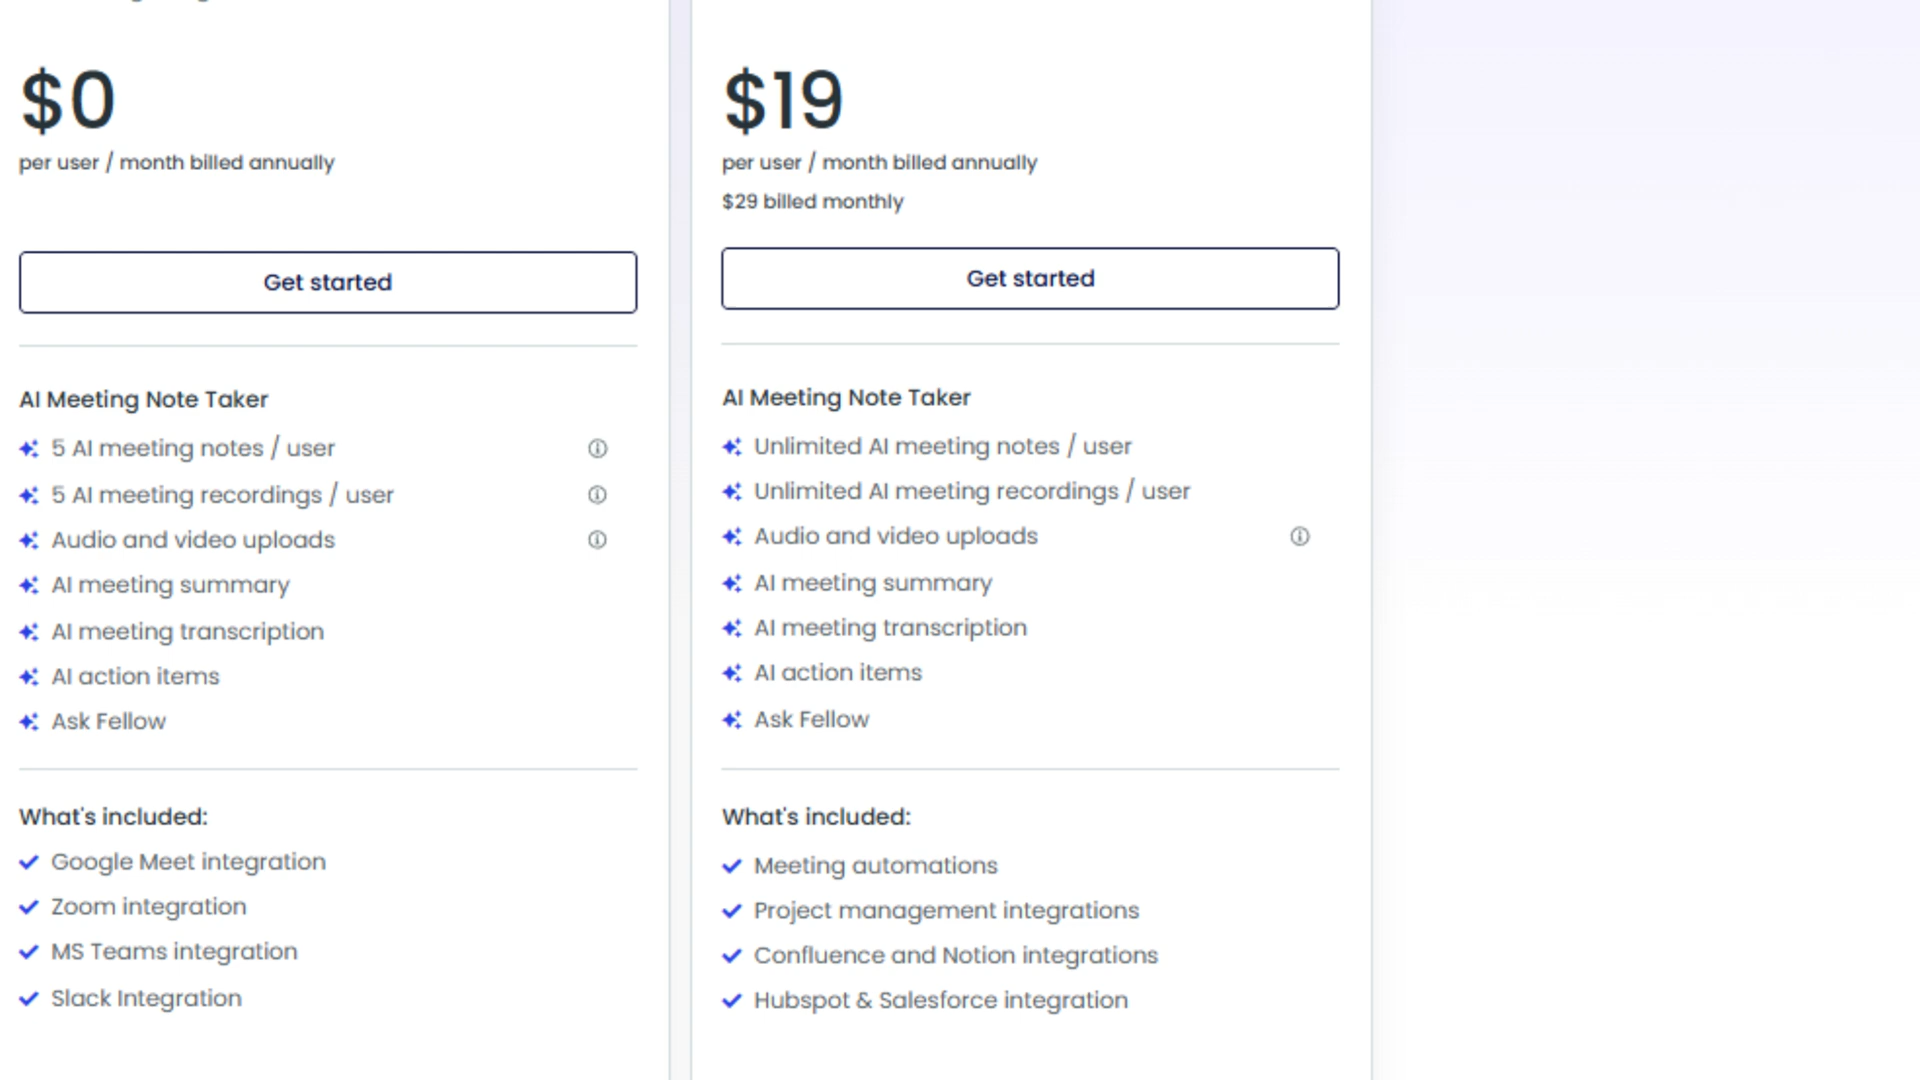 $0
per user / month billed annually
Get started
AI Meeting Note Taker
5 AI meeting notes / user
5 AI meeting recordings / user
Audio and video uploads
AI meeting summary
AI meeting transcription
AI action items
Ask Fellow
What's included:
Google Meet integration
Zoom integration
MS Teams integration
Slack Integration
$19
per user / month billed annually
$29 billed monthly
Get started
AI Meeting Note Taker
Unlimited AI meeting notes / user
Unlimited AI meeting recordings / user
Audio and video uploads
AI meeting summary
AI meeting transcription
AI action items
Ask Fellow
What's included:
Meeting automations
Project management integrations
Confluence and Notion integrations
Hubspot & Salesforce integration